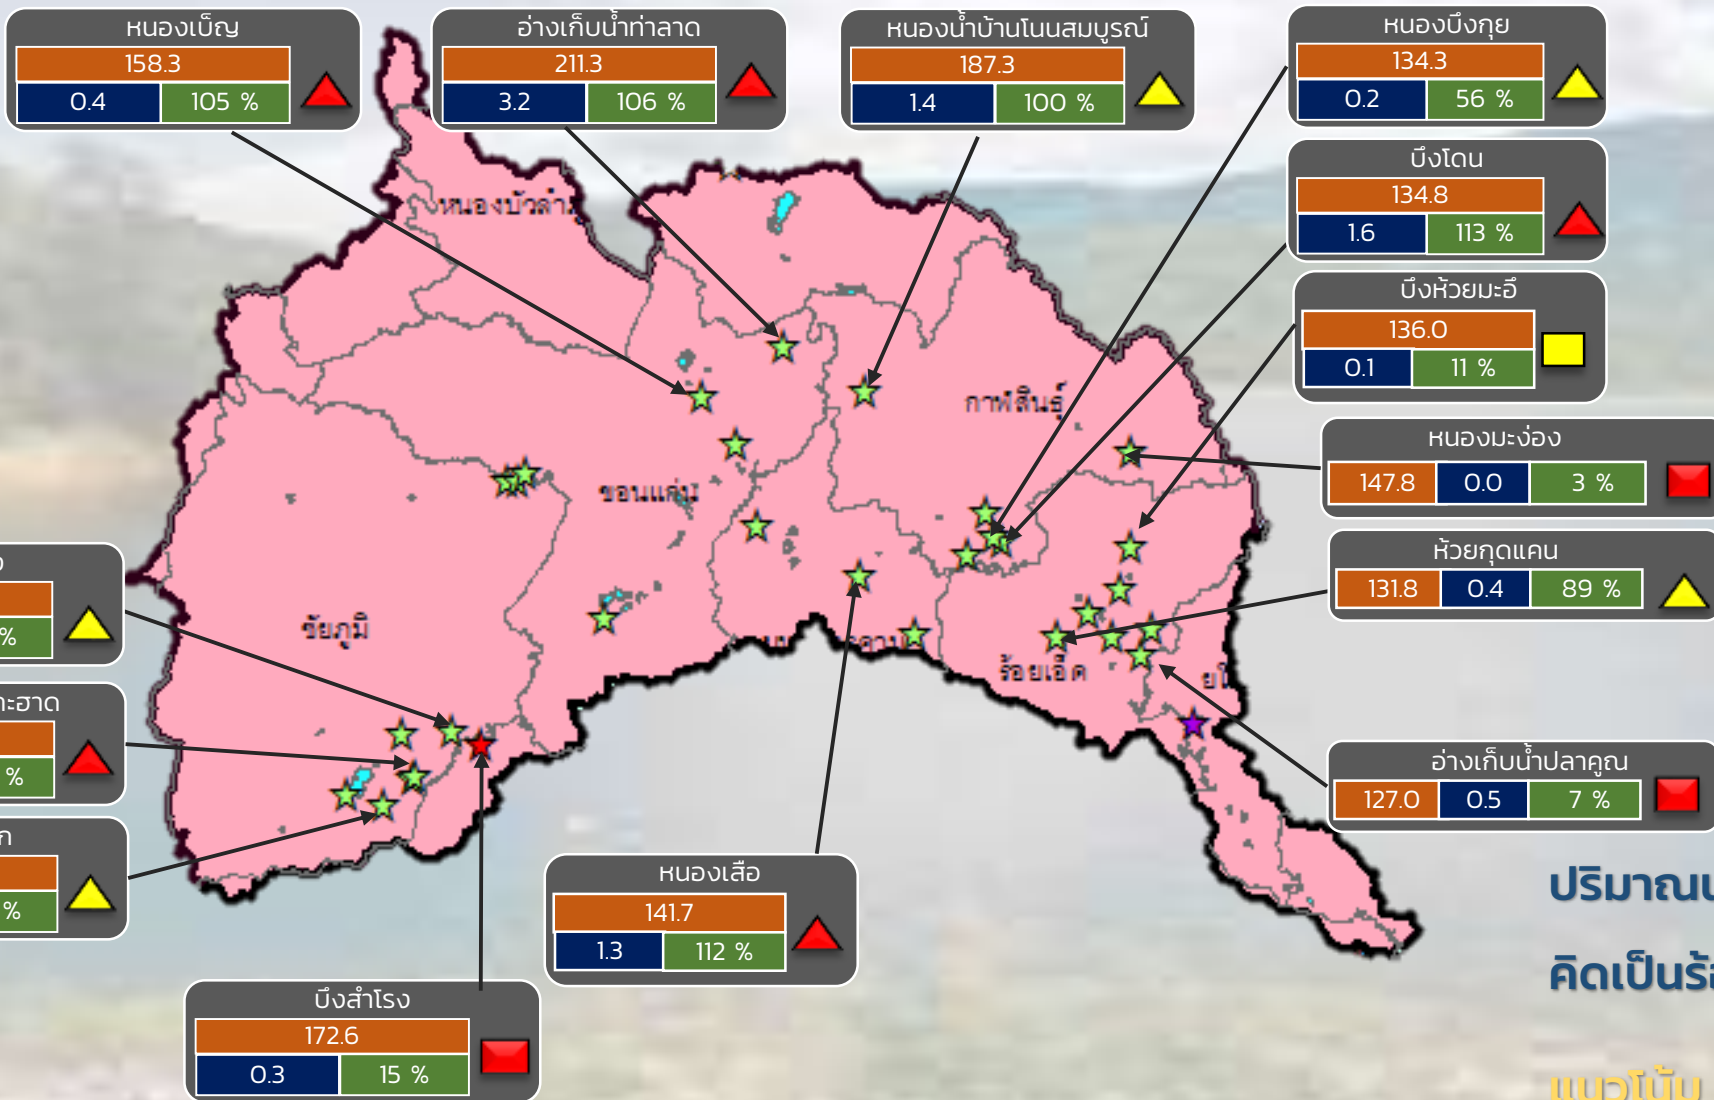 หนองเบ็ญ
158.3
0.4 105 %
อ่างเก็บน้ำท่าลาด
211.3
3.2 106 %
หนองน้ำบ้านโนนสมบูรณ์
187.3
1.4 100 %
หนองบึงกุย
134.3
0.2 56 %
บึงโดน
134.8
1.6 113 %
บึงห้วยมะอึ
136.0
0.1 11 %
หนองมะง่อง
147.8 0.0 3 %
ห้วยกุดแคน
131.8 0.4 89 %
อ่างเก็บน้ำปลาคูณ
127.0 0.5 7 %
หนองเสือ
141.7
1.3 112 %
บึงสำโรง
172.6
0.3 15 %
%
ะฮาด
%
ก
%
กาฬสินธุ์
ขอนแก่น
ชัยภูมิ
ร้อยเอ็ด
ปริมาณ
คิดเป็นร้อ
แนวโน้ม